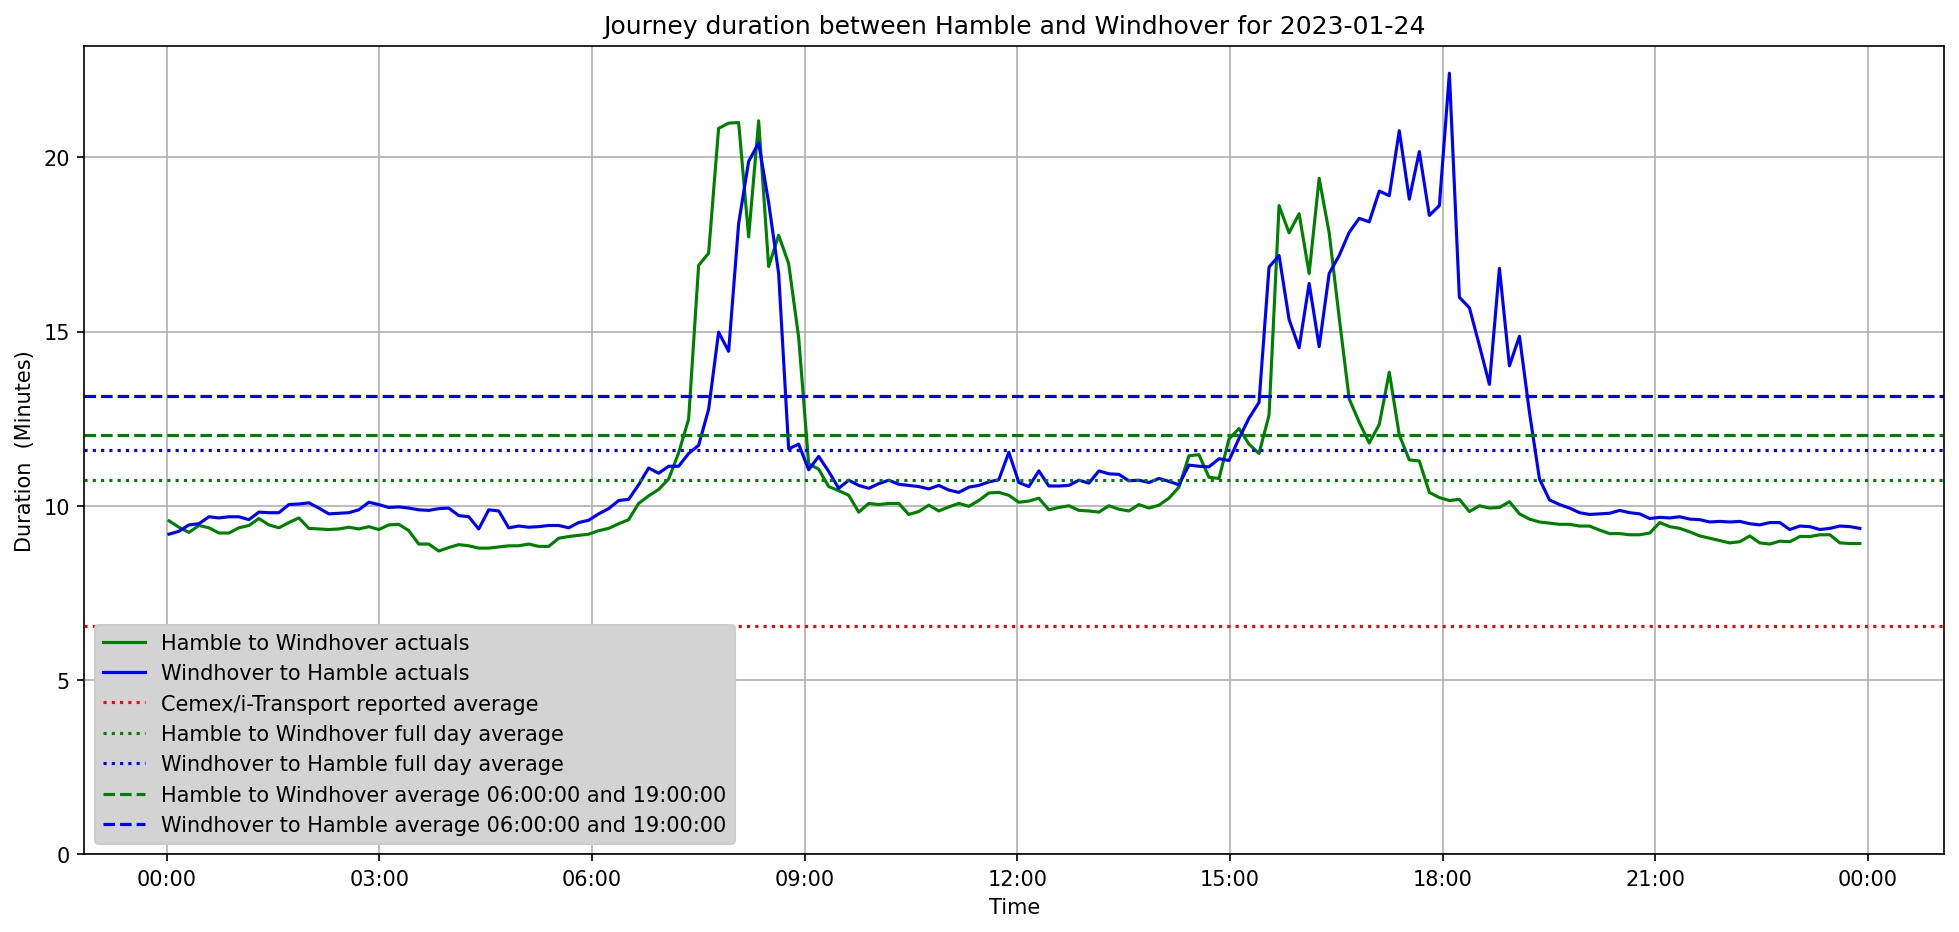 Journey duration between Hamble and Windhover for 2023-01-24
Duration  (Minutes)
20
15
10
5
0
Hamble to Windhover actuals
Windhover to Hamble actuals
Cemex/i-Transport reported average
Hamble to Windhover full day average
Windhover to Hamble full day average
Hamble to Windhover average 06:00:00 and 19:00:00
Windhover to Hamble average 06:00:00 and 19:00:00
00:00 03:00 06:00 09:00 12:00 15:00 18:00 21:00 00:00
Time